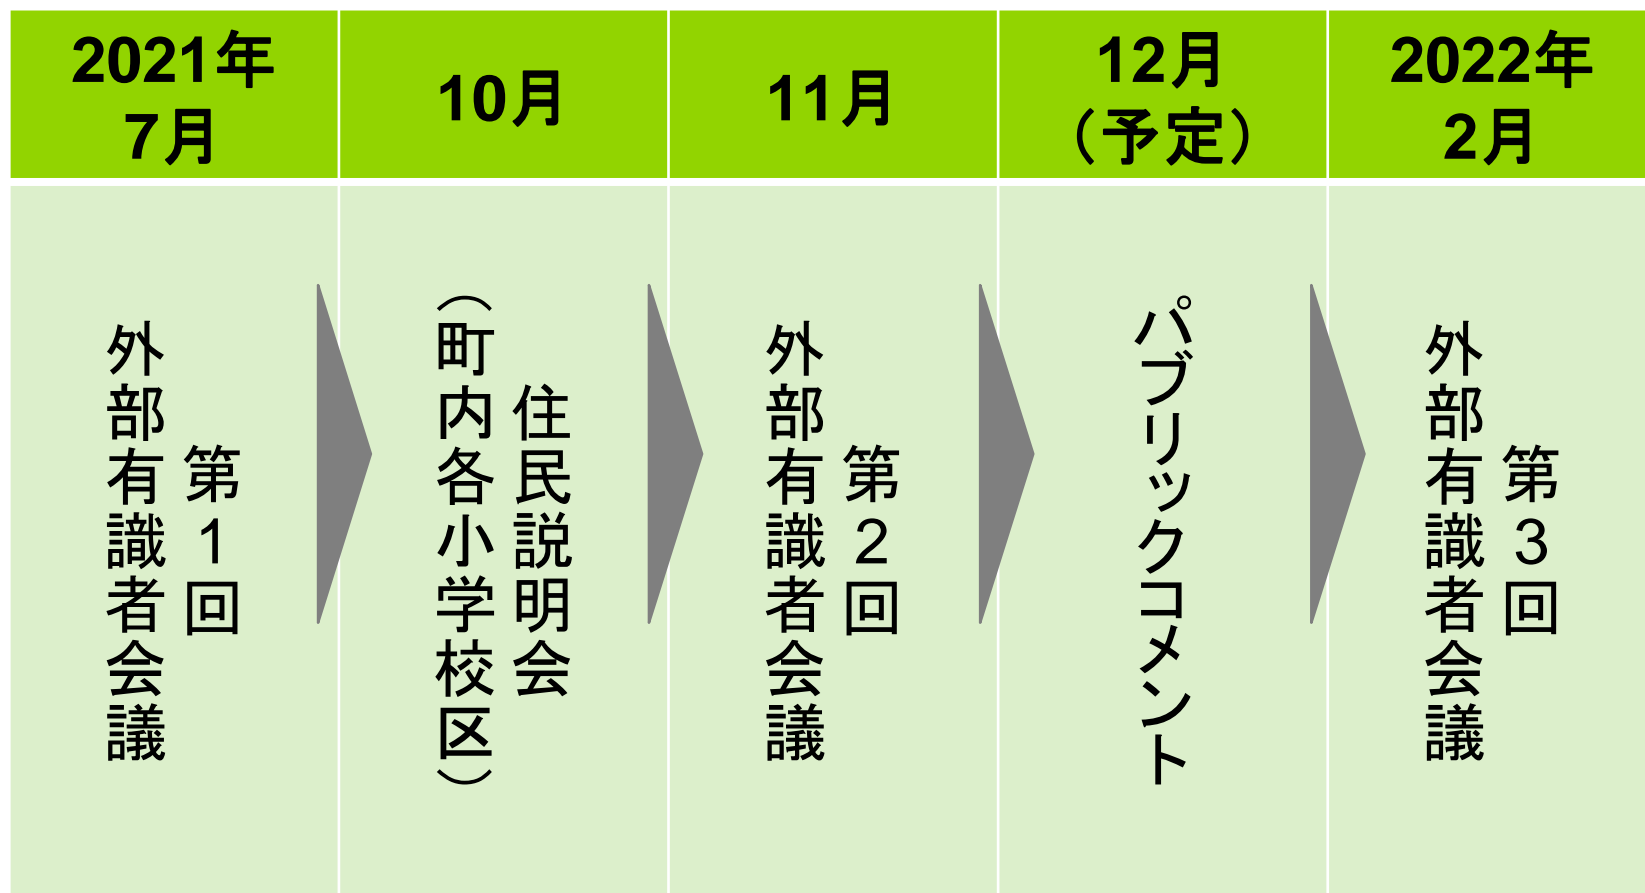 2021年
7月
10月
11月
12月
（予定）
2022年
2月
第1回
外部有識者会議
住民説明会
（町内各小学校区）
第2回
外部有識者会議
パブリックコメント
第3回
外部有識者会議